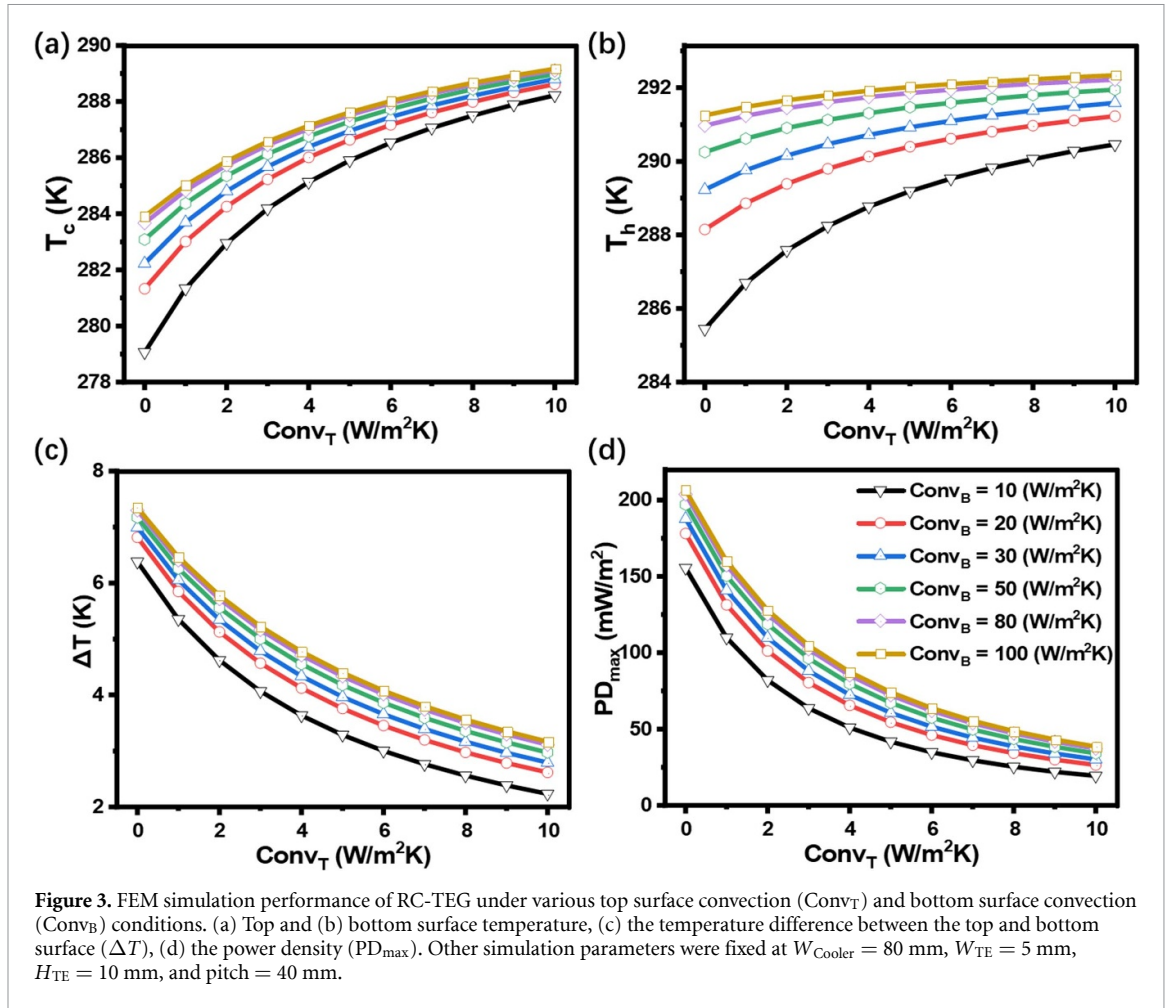 (a)
290
288
286
284
282
280
278
T_c (K)
0 2 4 6 8 10
Conv_T (W/m²K)
(b)
292
290
288
286
284
T_h (K)
0 2 4 6 8 10
Conv_T (W/m²K)
(c)
8
6
4
2
ΔT (K)
0 2 4 6 8 10
Conv_T (W/m²K)
(d)
200
150
100
50
0
PD_max (mW/m²)
0 2 4 6 8 10
Conv_T (W/m²K)
Conv_B = 10 (W/m²K)
Conv_B = 20 (W/m²K)
Conv_B = 30 (W/m²K)
Conv_B = 50 (W/m²K)
Conv_B = 80 (W/m²K)
Conv_B = 100 (W/m²K)
Figure 3. FEM simulation performance of RC-TEG under various top surface convection (Conv_T) and bottom surface convection
(Conv_B) conditions. (a) Top and (b) bottom surface temperature, (c) the temperature difference between the top and bottom
surface (ΔT), (d) the power density (PD_max). Other simulation parameters were fixed at W_Cooler = 80 mm, W_TE = 5 mm,
H_TE = 10 mm, and pitch = 40 mm.